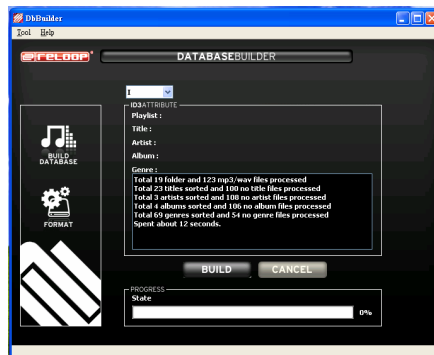 DbBuilder
Tool Help
reloop
DATABASEBUILDER
I
ID3ATTRIBUTE
Playlist :
Title :
Artist :
Album :
Genre :
Total 19 folder and 123 mp3/wav files processed
Total 23 titles sorted and 100 no title files processed
Total 3 artists sorted and 108 no artist files processed
Total 4 albums sorted and 106 no album files processed
Total 69 genres sorted and 54 no genre files processed
Spent about 12 seconds.
BUILD
DATABASE
FORMAT
BUILD CANCEL
PROGRESS
State
0%